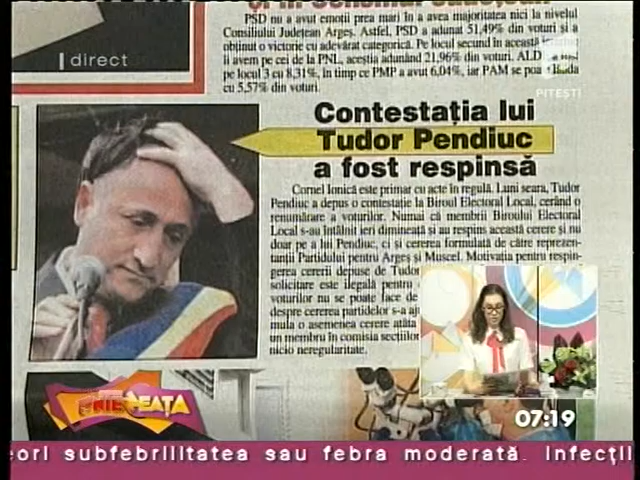 PSD nu a avut emoții prea mari în a avea majoritatea nici la nivelul
Consiliului Județean Argeș. Astfel, PSD a adunat 51,49% din voturi și a
obținut o victorie cu adevărat categorică. Pe locul secund în această
îi avem pe cei de la PNL, aceștia adunând 21,96% din voturi. ALD
pe locul 3 cu 8,31%, în timp ce PMP a avut 6,04%, iar PAM se poate
cu 5,57% din voturi.
direct
PITEȘTI
Contestația lui
Tudor Pendiuc
a fost respinsă
Cornel Ionică este primar cu acte în regulă. Luni seara, Tudor
Pendiuc a depus o contestație la Biroul Electoral Local, cerând o
renumărare a voturilor. Numai că membrii Biroului Electoral
Local s-au întâlnit ieri dimineață și au respins această cerere și nu
doar pe a lui Pendiuc, ci și cererea formulată de către reprezen-
tanții Partidului pentru Argeș și Muscel. Motivația pentru respin-
gerea cererii depuse de Tudor
solicitare este ilegală pentru
voturilor nu se poate face de
despre cererea partidelor s-a
mula o asemenea cerere atâta
un membru în comisia secțiilor
nicio neregularitate.
07:19
eori subfebrilitatea sau febra moderată. Infecții